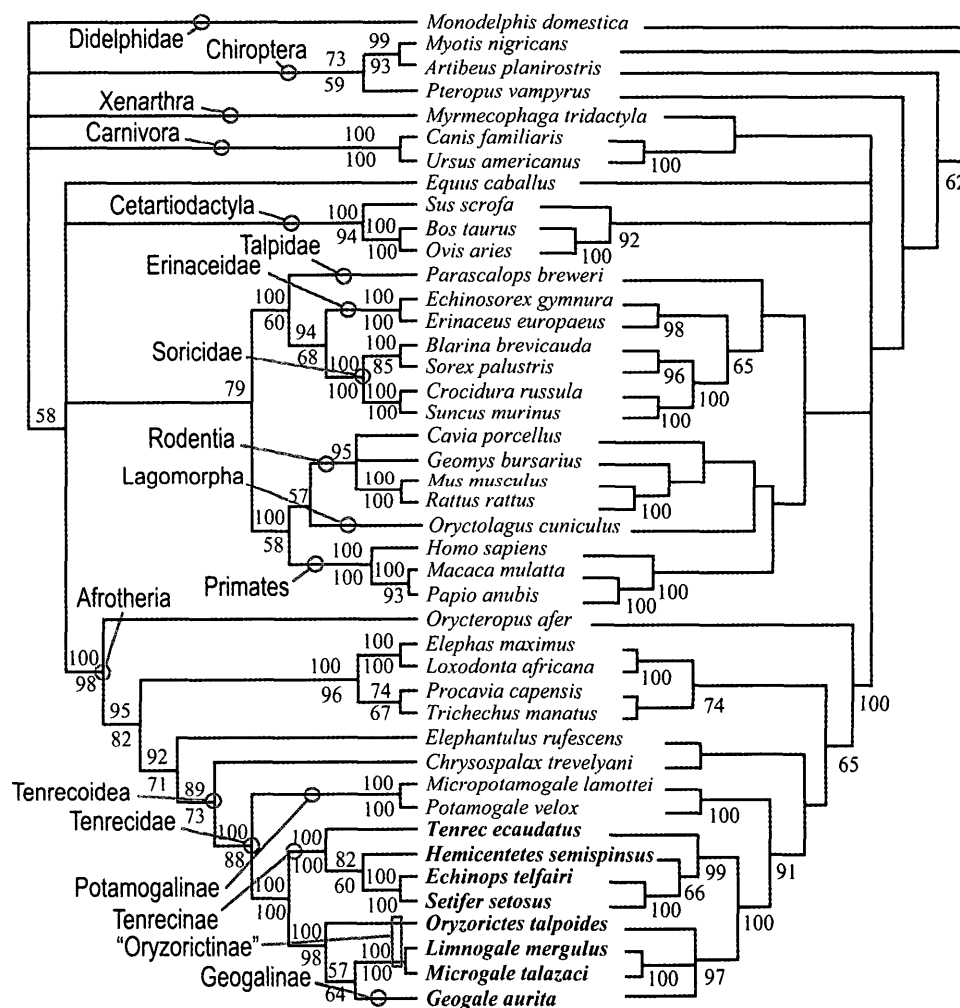 Monodelphis domestica
Didelphidae
Chiroptera
99
Myotis nigricans
73
93
Artibeus planirostris
59
Pteropus vampyrus
Xenarthra
Myrmecophaga tridactyla
Carnivora
100
Canis familiaris
100
Ursus americanus
100
62
Equus caballus
Cetartiodactyla
100
Sus scrofa
94
100
Bos taurus
92
100
Ovis aries
100
Talpidae
Erinaceidae
Parascalops breweri
100
60
100
Echinosorex gymnura
100
Erinaceus europaeus
98
94
68
Soricidae
100
Blarina brevicauda
85
Sorex palustris
65
96
100
100
Crocidura russula
100
100
Suncus murinus
100
79
58
Rodentia
95
Cavia porcellus
Geomys bursarius
Lagomorpha
100
Mus musculus
100
Rattus rattus
100
57
Oryctolagus cuniculus
100
58
Primates
100
Homo sapiens
100
100
Macaca mulatta
100
93
Papio anubis
100
Afrotheria
Orycteropus afer
100
98
100
Elephas maximus
100
Loxodonta africana
100
100
96
74
Procavia capensis
74
67
Trichechus manatus
100
95
82
Elephantulus rufescens
92
71
Chrysospalax trevelyani
65
Tenrecoidea
89
73
100
Micropotamogale lamottei
100
Potamogale velox
100
Tenrecidae
100
88
100
Tenrec ecaudatus
100
82
Hemicentetes semispinsus
99
91
60
100
Echinops telfairi
66
Potamogalinae
100
100
100
Setifer setosus
100
Tenrecinae
100
Oryzorictes talpoides
100
"Oryzorictinae"
98
100
Limnogale mergulus
57
100
Microgale talazaci
100
97
Geogalinae
64
Geogale aurita